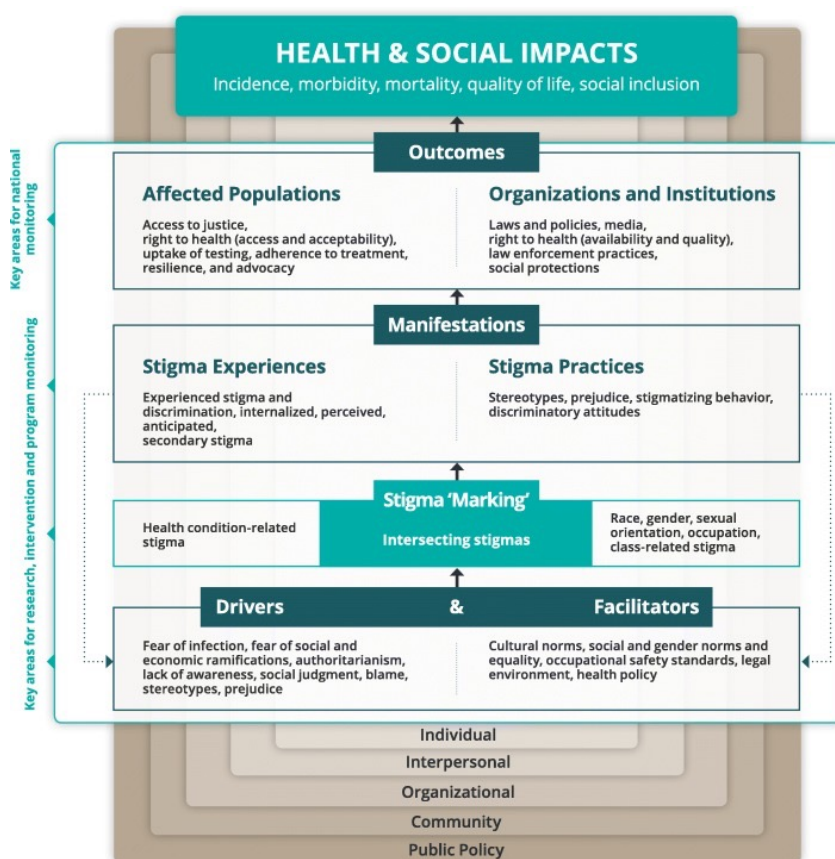 HEALTH & SOCIAL IMPACTS
Incidence, morbidity, mortality, quality of life, social inclusion
Key areas for national
monitoring
Outcomes
Affected Populations
Access to justice,
right to health (access and acceptability),
uptake of testing, adherence to treatment,
resilience, and advocacy
Organizations and Institutions
Laws and policies, media,
right to health (availability and quality),
law enforcement practices,
social protections
Key areas for research, intervention and program monitoring
Manifestations
Stigma Experiences
Experienced stigma and
discrimination, internalized, perceived,
anticipated,
secondary stigma
Stigma Practices
Stereotypes, prejudice, stigmatizing behavior,
discriminatory attitudes
Stigma ‘Marking’
Health condition-related
stigma
Intersecting stigmas
Race, gender, sexual
orientation, occupation,
class-related stigma
Drivers & Facilitators
Fear of infection, fear of social and
economic ramifications, authoritarianism,
lack of awareness, social judgment, blame,
stereotypes, prejudice
Cultural norms, social and gender norms and
equality, occupational safety standards, legal
environment, health policy
Individual
Interpersonal
Organizational
Community
Public Policy